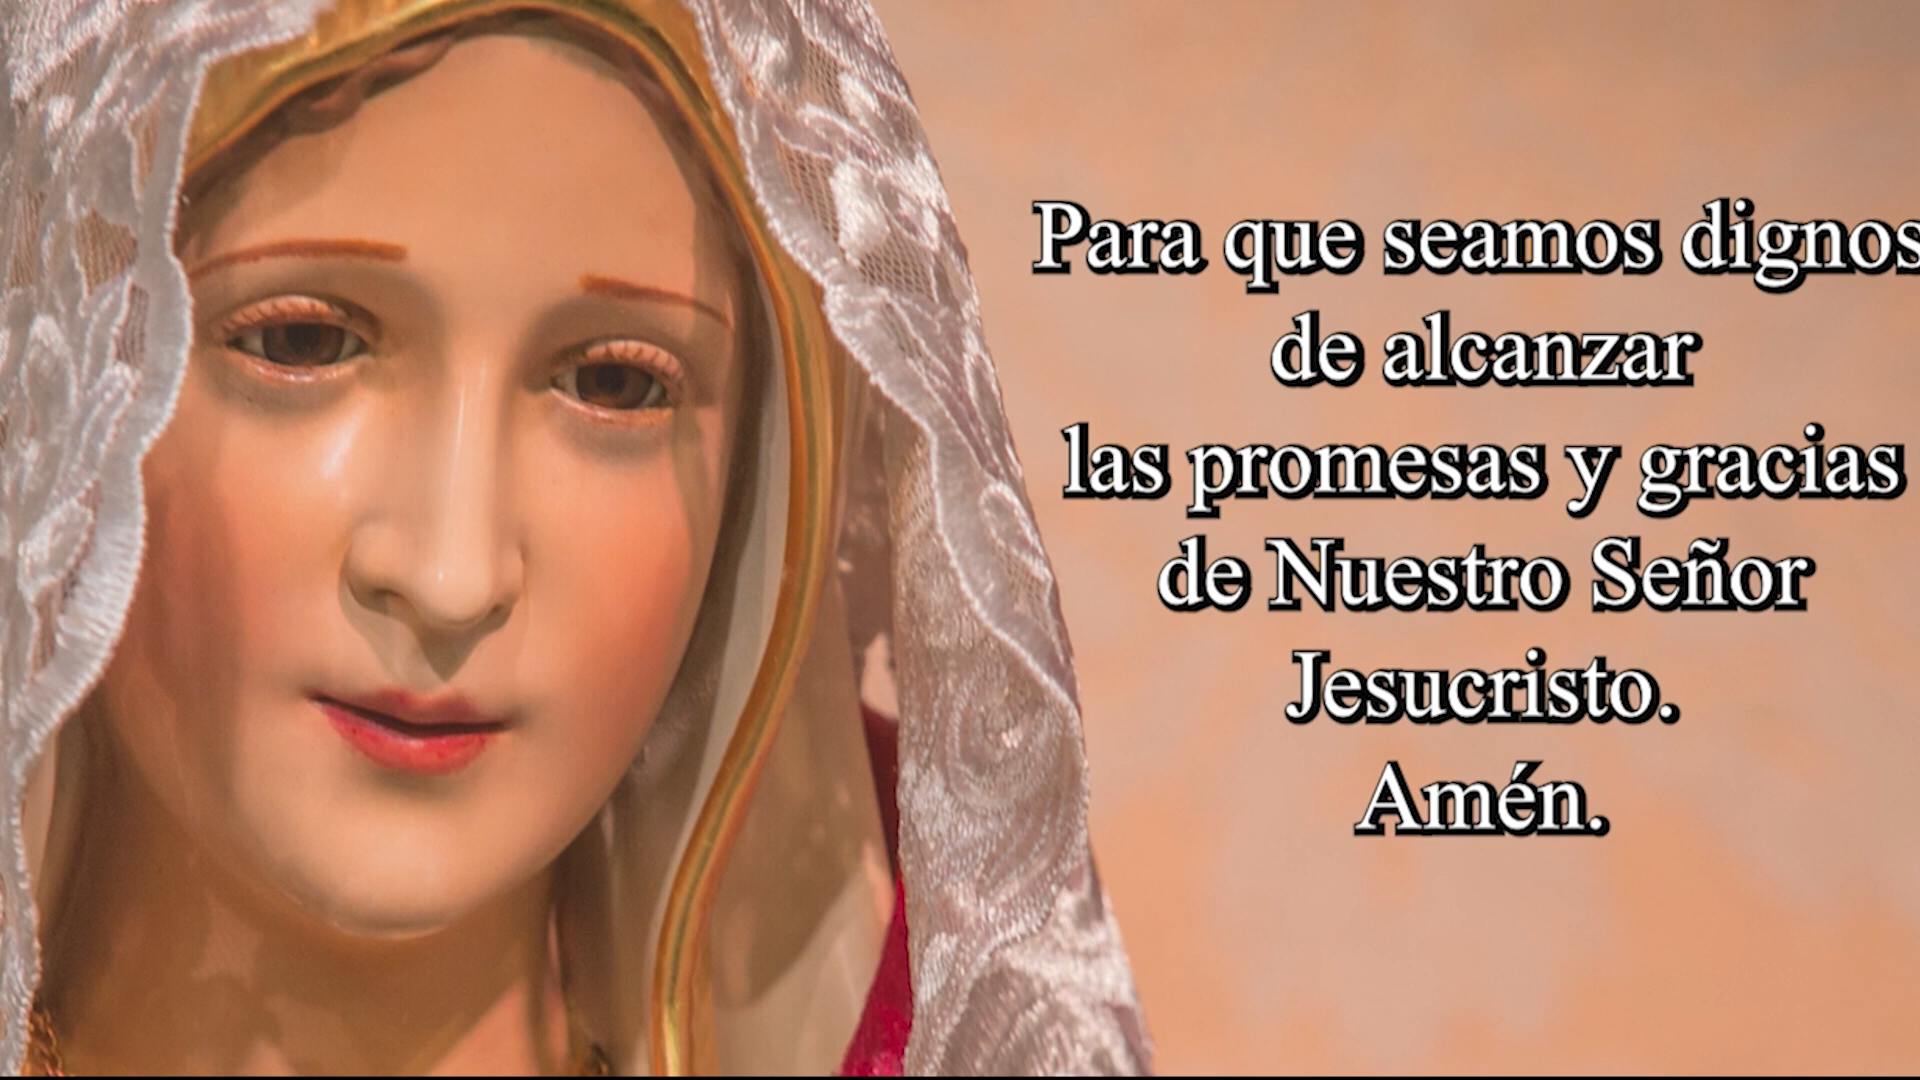 Para que seamos dignos
de alcanzar
las promesas y gracias
de Nuestro Señor
Jesucristo.
Amén.